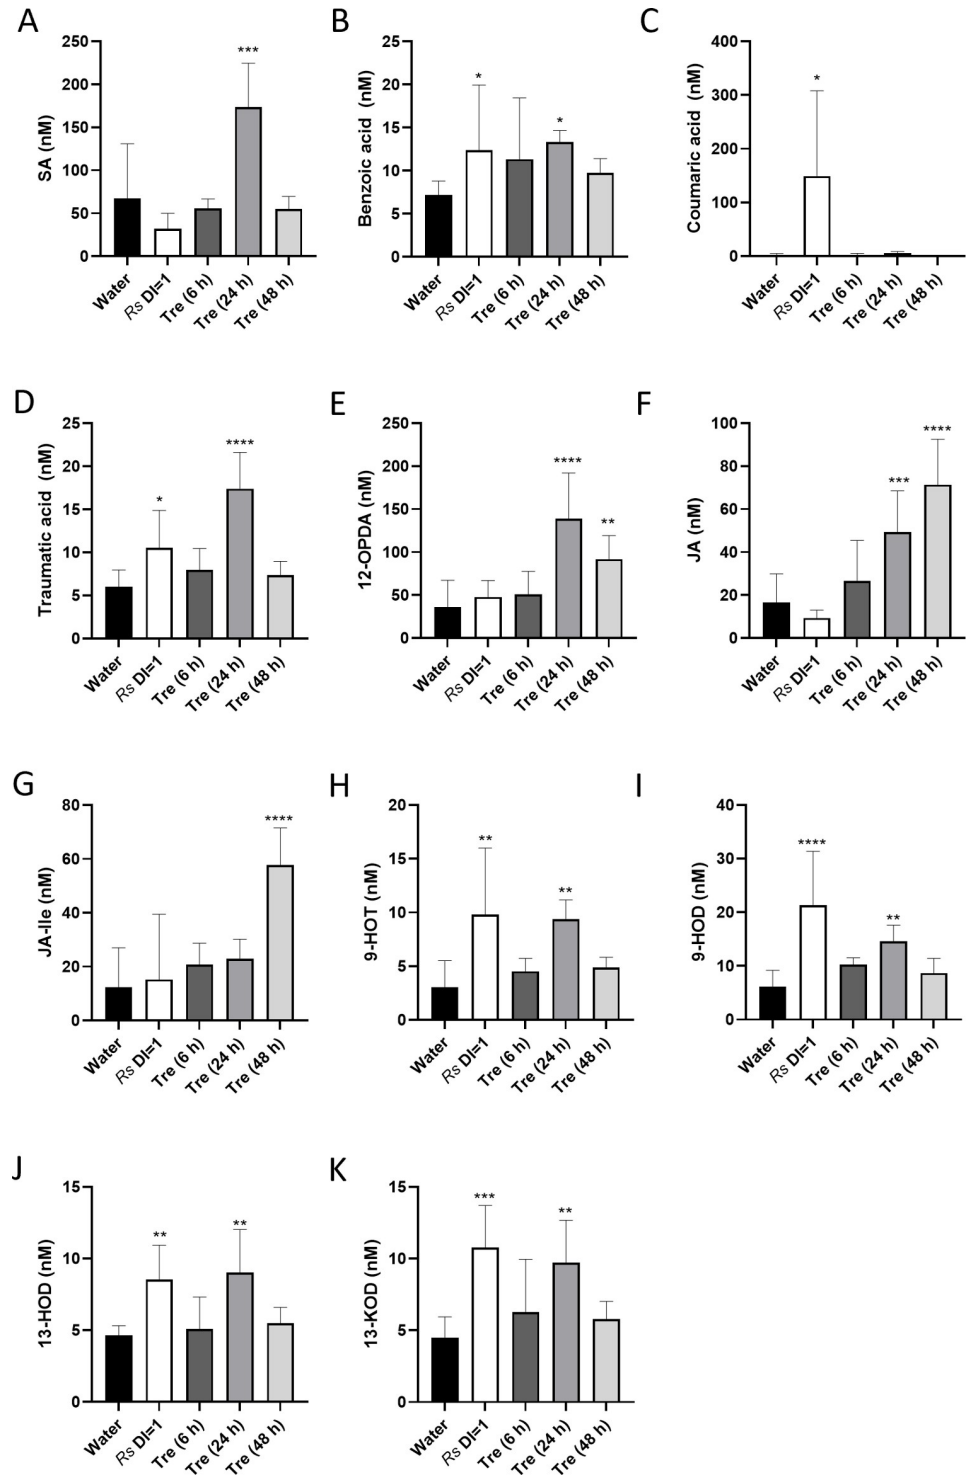 A
SA (nM)
250
200
150
100
50
0
***
Water
Rs DI=1
Tre (6 h)
Tre (24 h)
Tre (48 h)
B
Benzoic acid (nM)
25
20
15
10
5
0
*
*
Water
Rs DI=1
Tre (6 h)
Tre (24 h)
Tre (48 h)
C
Coumaric acid (nM)
400
300
200
100
0
*
Water
Rs DI=1
Tre (6 h)
Tre (24 h)
Tre (48 h)
D
Traumatic acid (nM)
25
20
15
10
5
0
*
****
Water
Rs DI=1
Tre (6 h)
Tre (24 h)
Tre (48 h)
E
12-OPDA (nM)
250
200
150
100
50
0
****
**
Water
Rs DI=1
Tre (6 h)
Tre (24 h)
Tre (48 h)
F
JA (nM)
100
80
60
40
20
0
***
****
Water
Rs DI=1
Tre (6 h)
Tre (24 h)
Tre (48 h)
G
JA-Ile (nM)
80
60
40
20
0
****
Water
Rs DI=1
Tre (6 h)
Tre (24 h)
Tre (48 h)
H
9-HOT (nM)
20
15
10
5
0
**
**
Water
Rs DI=1
Tre (6 h)
Tre (24 h)
Tre (48 h)
I
9-HOD (nM)
40
30
20
10
0
****
**
Water
Rs DI=1
Tre (6 h)
Tre (24 h)
Tre (48 h)
J
13-HOD (nM)
15
10
5
0
**
**
Water
Rs DI=1
Tre (6 h)
Tre (24 h)
Tre (48 h)
K
13-KOD (nM)
15
10
5
0
***
**
Water
Rs DI=1
Tre (6 h)
Tre (24 h)
Tre (48 h)